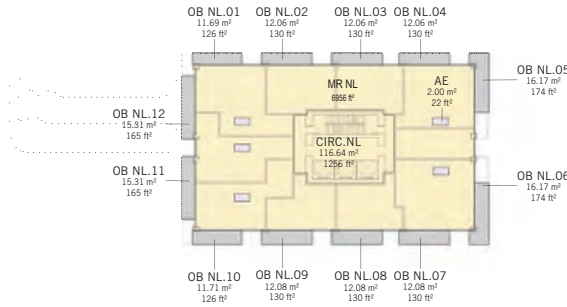 OB NL.01
11.69 m²
126 ft²
OB NL.02
12.06 m²
130 ft²
OB NL.03
12.06 m²
130 ft²
OB NL.04
12.06 m²
130 ft²
OB NL.05
16.17 m²
174 ft²
MR NL
6956 ft²
AE
2.00 m²
22 ft²
OB NL.12
15.31 m²
165 ft²
CIRC.NL
116.64 m²
1256 ft²
OB NL.11
15.31 m²
165 ft²
OB NL.06
16.17 m²
174 ft²
OB NL.10
11.71 m²
126 ft²
OB NL.09
12.08 m²
130 ft²
OB NL.08
12.08 m²
130 ft²
OB NL.07
12.08 m²
130 ft²